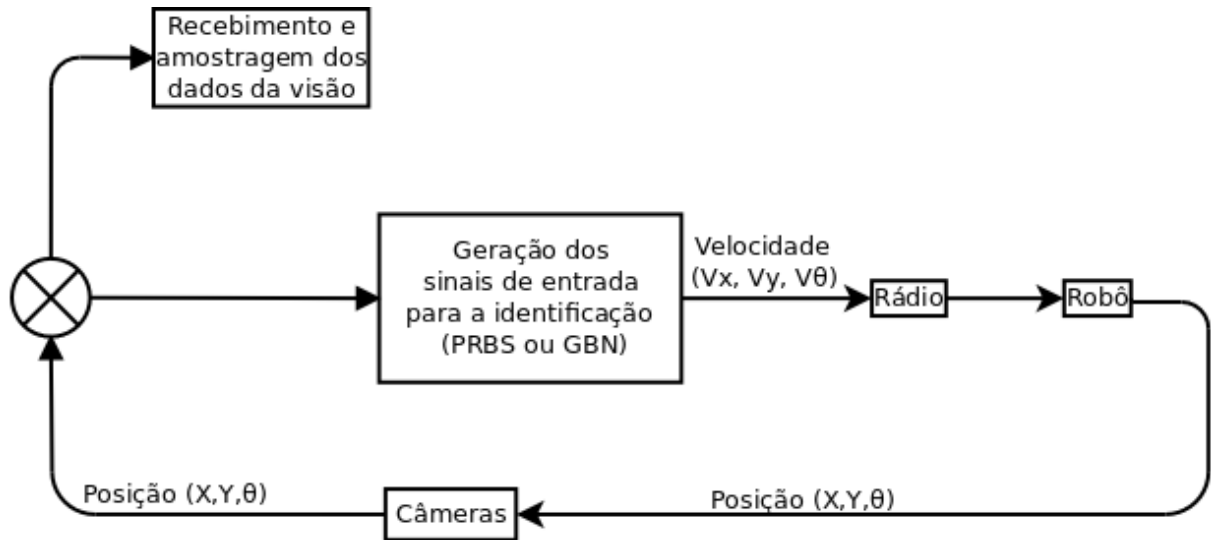 Recebimento e
amostragem dos
dados da visão
Geração dos
sinais de entrada
para a identificação
(PRBS ou GBN)
Velocidade
(Vx, Vy, Vθ)
Rádio
Robô
Posição (X,Y,θ)
Câmeras
Posição (X,Y,θ)